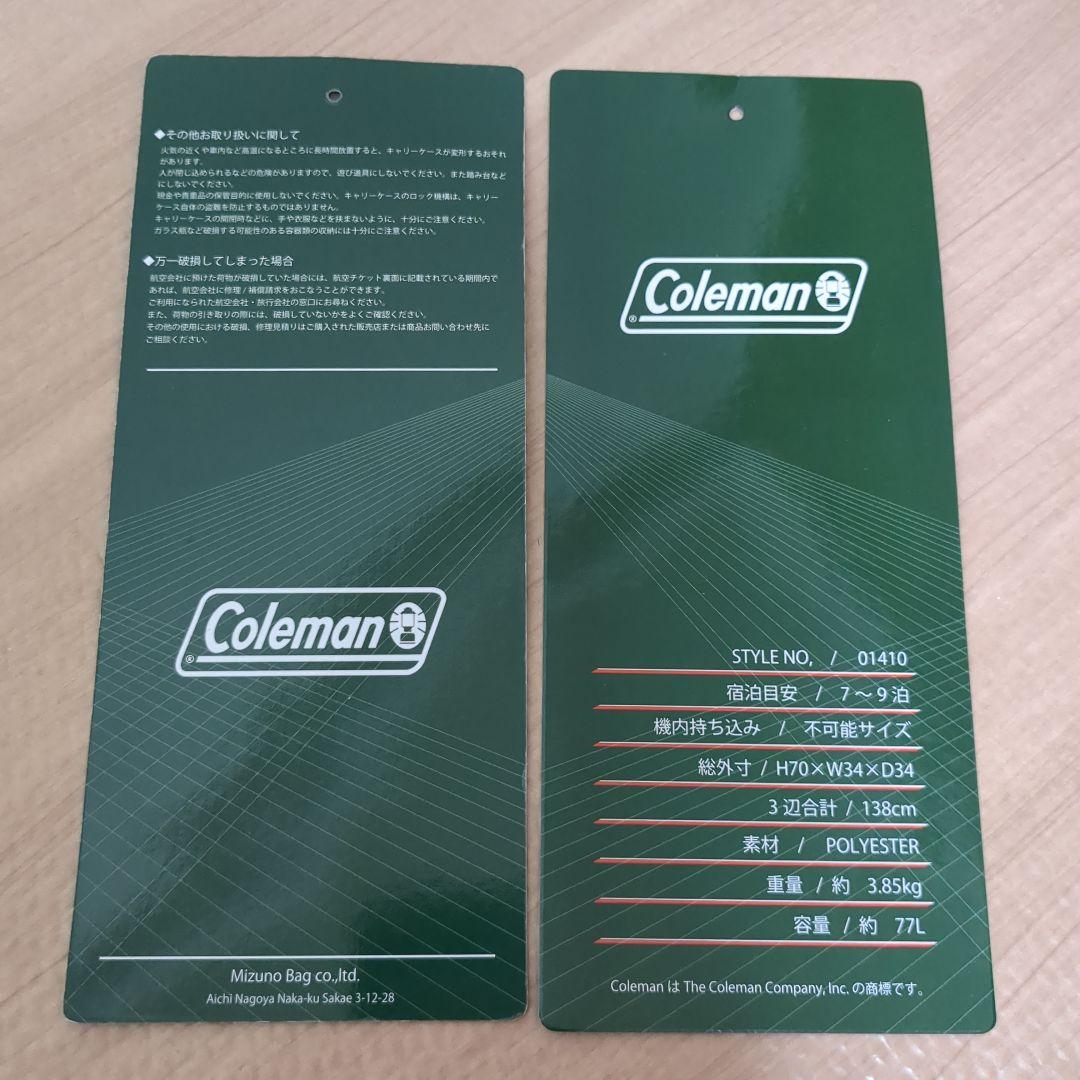 ◆その他お取り扱いに関して
火気の近くや車内など高温になるところに長時間放置すると、キャリーケースが変形するおそれ
があります。
人が閉じ込められるなどの危険がありますので、遊び道具にしないでください。また踏み台など
にしないでください。
現金や貴重品の保管目的に使用しないでください。キャリーケースのロック機構は、キャリー
ケース自体の盗難を防止するものではありません。
キャリーケースの開閉時などに、手や衣服などを挟まないように、十分にご注意ください。
ガラス瓶など破損する可能性のある容器類の収納には十分にご注意ください。
◆万一破損してしまった場合
航空会社に預けた荷物が破損していた場合には、航空チケット裏面に記載されている期間内で
あれば、航空会社に修理/補償請求をおこなうことができます。
ご利用になられた航空会社・旅行会社の窓口にお尋ねください。
また、荷物の引き取りの際には、破損していないかをよくご確認ください。
その他の使用における破損、修理見積りはご購入された販売店または商品お問い合わせ先に
ご相談ください。
Coleman
®
Mizuno Bag co.,ltd.
Aichi Nagoya Naka-ku Sakae 3-12-28
Coleman
®
STYLE NO, / 01410
宿泊目安 / 7～9泊
機内持ち込み / 不可能サイズ
総外寸 / H70×W34×D34
3辺合計 / 138cm
素材 / POLYESTER
重量 / 約 3.85kg
容量 / 約 77L
Coleman は The Coleman Company, Inc. の商標です。